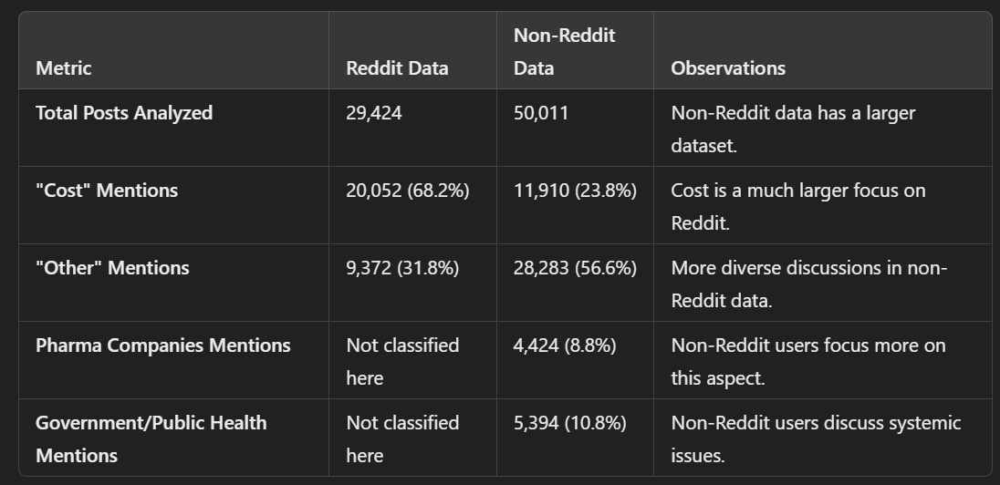 Metric Reddit Data Non-Reddit Data Observations
Total Posts Analyzed 29,424 50,011 Non-Reddit data has a larger dataset.
"Cost" Mentions 20,052 (68.2%) 11,910 (23.8%) Cost is a much larger focus on Reddit.
"Other" Mentions 9,372 (31.8%) 28,283 (56.6%) More diverse discussions in non-Reddit data.
Pharma Companies Mentions Not classified here 4,424 (8.8%) Non-Reddit users focus more on this aspect.
Government/Public Health Mentions Not classified here 5,394 (10.8%) Non-Reddit users discuss systemic issues.